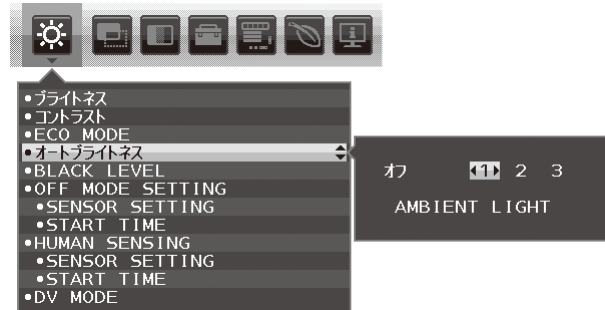 •ブライトネス
•コントラスト
•ECO MODE
•オートブライトネス
•BLACK LEVEL
•OFF MODE SETTING
•SENSOR SETTING
•START TIME
•HUMAN SENSING
•SENSOR SETTING
•START TIME
•DV MODE
オフ 1 2 3
AMBIENT LIGHT